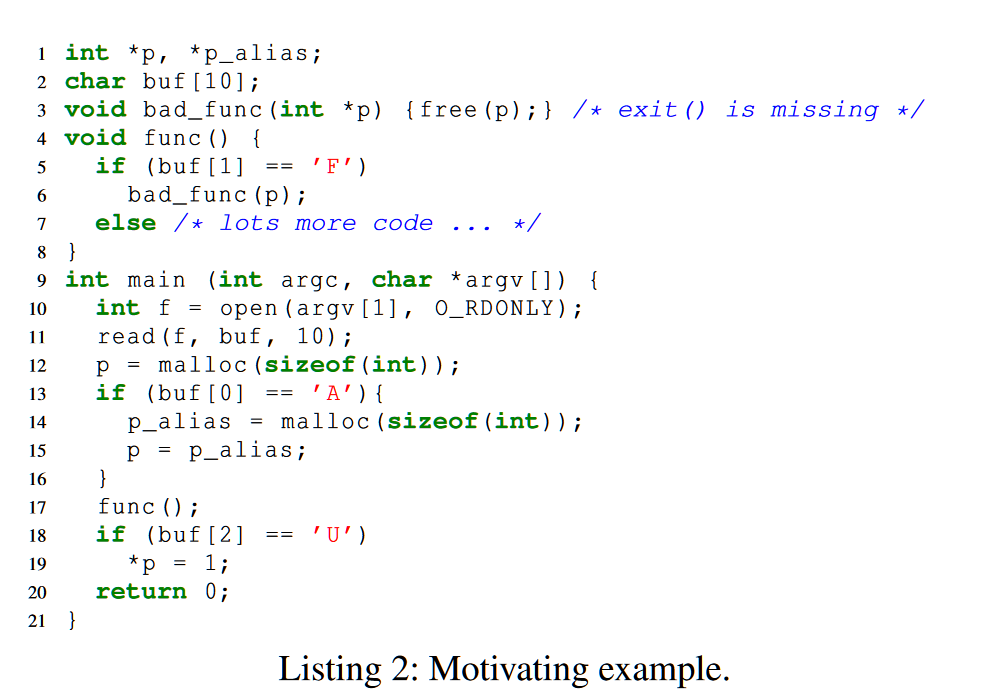 1 int *p, *p_alias;
2 char buf[10];
3 void bad_func(int *p) {free(p);} /* exit() is missing */
4 void func() {
5   if (buf[1] == 'F')
6     bad_func(p);
7   else /* lots more code ... */
8 }
9 int main (int argc, char *argv[]) {
10   int f = open(argv[1], O_RDONLY);
11   read(f, buf, 10);
12   p = malloc(sizeof(int));
13   if (buf[0] == 'A'){
14     p_alias = malloc(sizeof(int));
15     p = p_alias;
16   }
17   func();
18   if (buf[2] == 'U')
19     *p = 1;
20   return 0;
21 }
Listing 2: Motivating example.